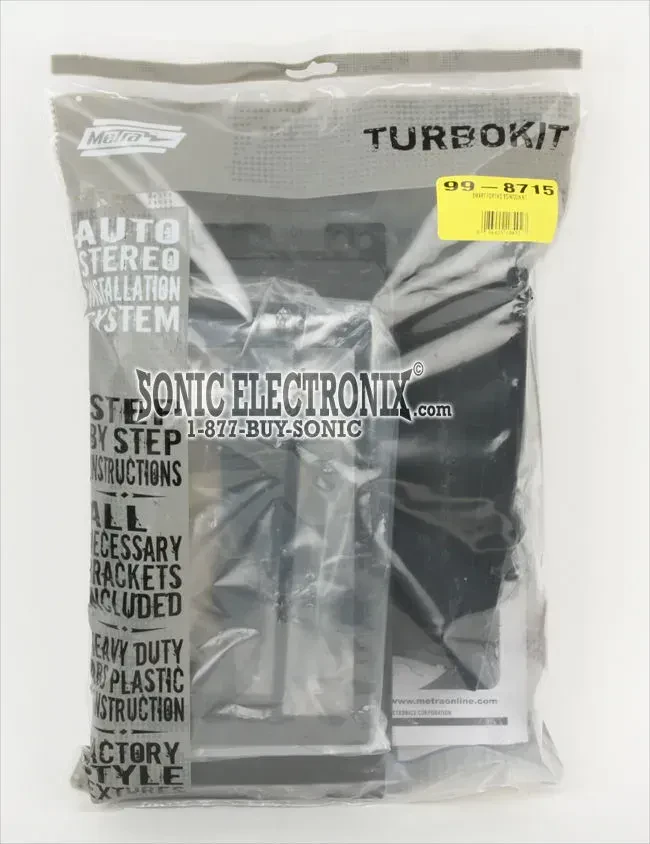 Metra
TURBOKIT
99 – 8715
AUTO
STEREO
INSTALLATION
SYSTEM
SONIC ELECTRONIX©.com
1-877-BUY-SONIC
STEP
BY STEP
INSTRUCTIONS
ALL
NECESSARY
BRACKETS
INCLUDED
HEAVY DUTY
ABS PLASTIC
CONSTRUCTION
www.metraonline.com
CORPORATION
FACTORY
STYLE
TEXTURES